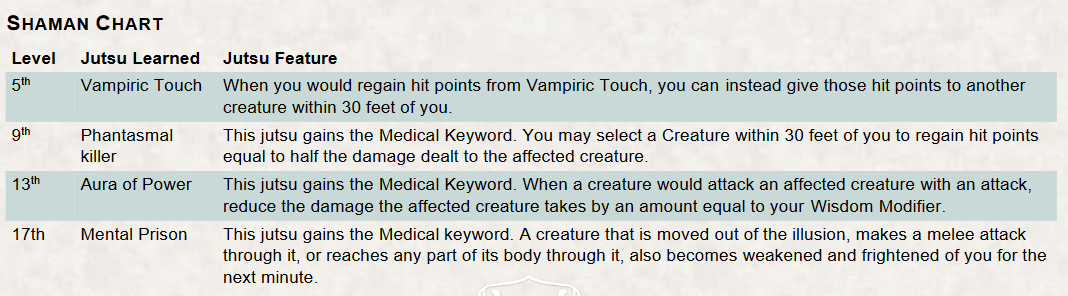 SHAMAN CHART
Level Jutsu Learned Jutsu Feature
5th Vampiric Touch When you would regain hit points from Vampiric Touch, you can instead give those hit points to another
creature within 30 feet of you.
9th Phantasmal killer This jutsu gains the Medical Keyword. You may select a Creature within 30 feet of you to regain hit points
equal to half the damage dealt to the affected creature.
13th Aura of Power This jutsu gains the Medical Keyword. When a creature would attack an affected creature with an attack,
reduce the damage the affected creature takes by an amount equal to your Wisdom Modifier.
17th Mental Prison This jutsu gains the Medical keyword. A creature that is moved out of the illusion, makes a melee attack
through it, or reaches any part of its body through it, also becomes weakened and frightened of you for the
next minute.